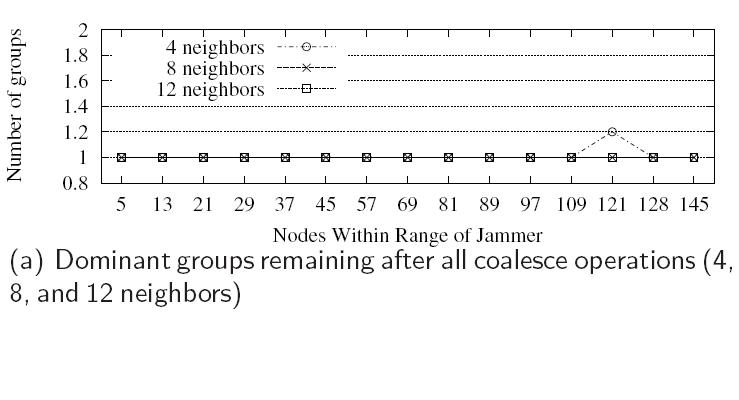 Number of groups
2
1.8
1.6
1.4
1.2
1
0.8
4 neighbors
8 neighbors
12 neighbors
5 13 21 29 37 45 57 69 81 89 97 109 121 128 145
Nodes Within Range of Jammer
(a) Dominant groups remaining after all coalesce operations (4,
8, and 12 neighbors)